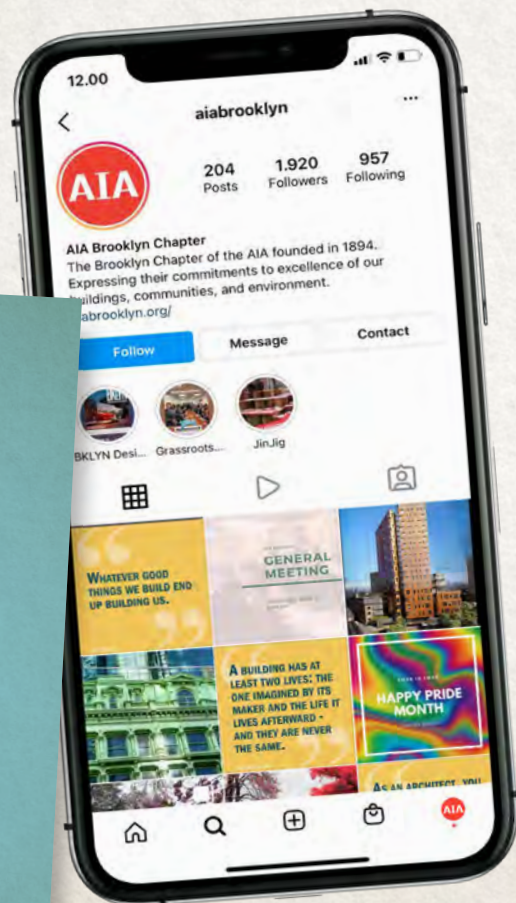 12.00
aiabrooklyn
AIA
204
Posts
1.920
Followers
957
Following
AIA Brooklyn Chapter
The Brooklyn Chapter of the AIA founded in 1894.
Expressing their commitments to excellence of our
buildings, communities, and environment.
abrooklyn.org/
Follow
Message
Contact
BKLYN Desi...
Grassroots....
JinJig
WHATEVER GOOD
THINGS WE BUILD END
UP BUILDING US.
GENERAL
MEETING
A BUILDING HAS AT
LEAST TWO LIVES: THE
ONE IMAGINED BY ITS
MAKER AND THE LIFE IT
LIVES AFTERWARD -
AND THEY ARE NEVER
THE SAME.
HAPPY PRIDE
MONTH
AS AN ARCHITECT, YOU
AIA